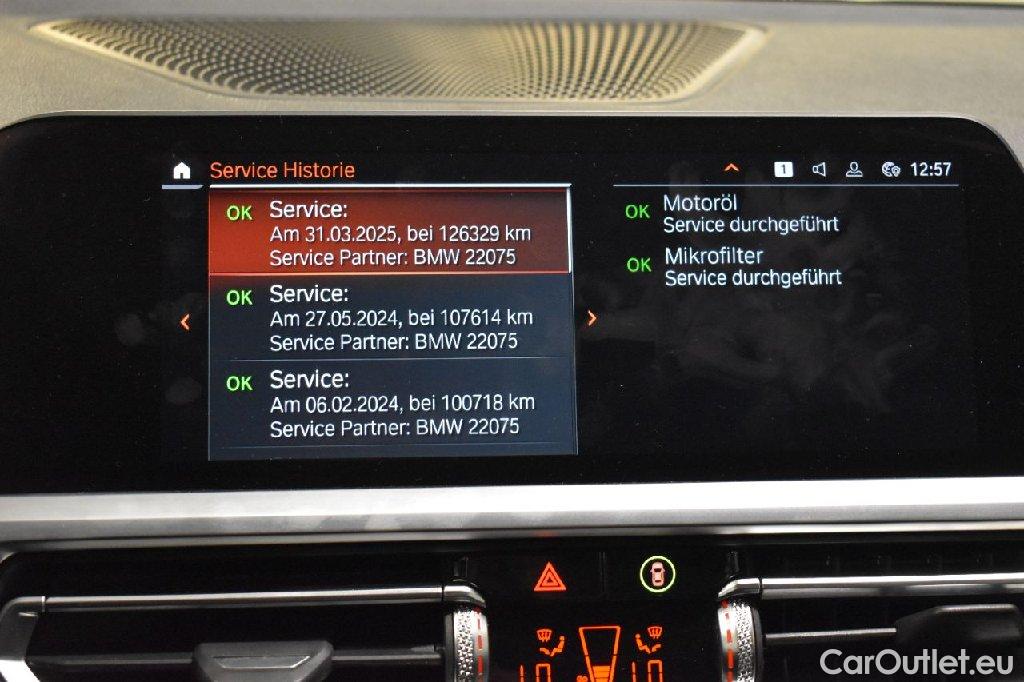 Service Historie
1
12:57
OK Service:
Am 31.03.2025, bei 126329 km
Service Partner: BMW 22075
OK Service:
Am 27.05.2024, bei 107614 km
Service Partner: BMW 22075
OK Service:
Am 06.02.2024, bei 100718 km
Service Partner: BMW 22075
OK Motoröl
Service durchgeführt
OK Mikrofilter
Service durchgeführt
CarOutlet.eu